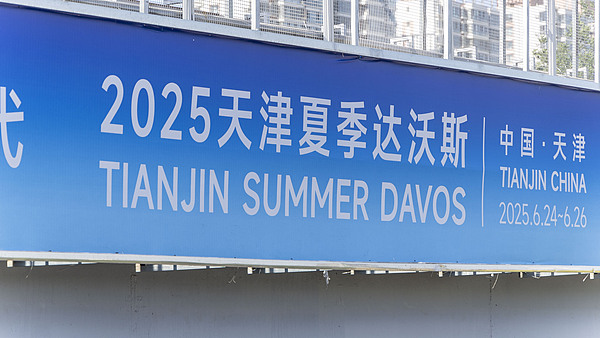 代
2025天津夏季达沃斯
TIANJIN SUMMER DAVOS
中国·天津
TIANJIN CHINA
2025.6.24~6.26